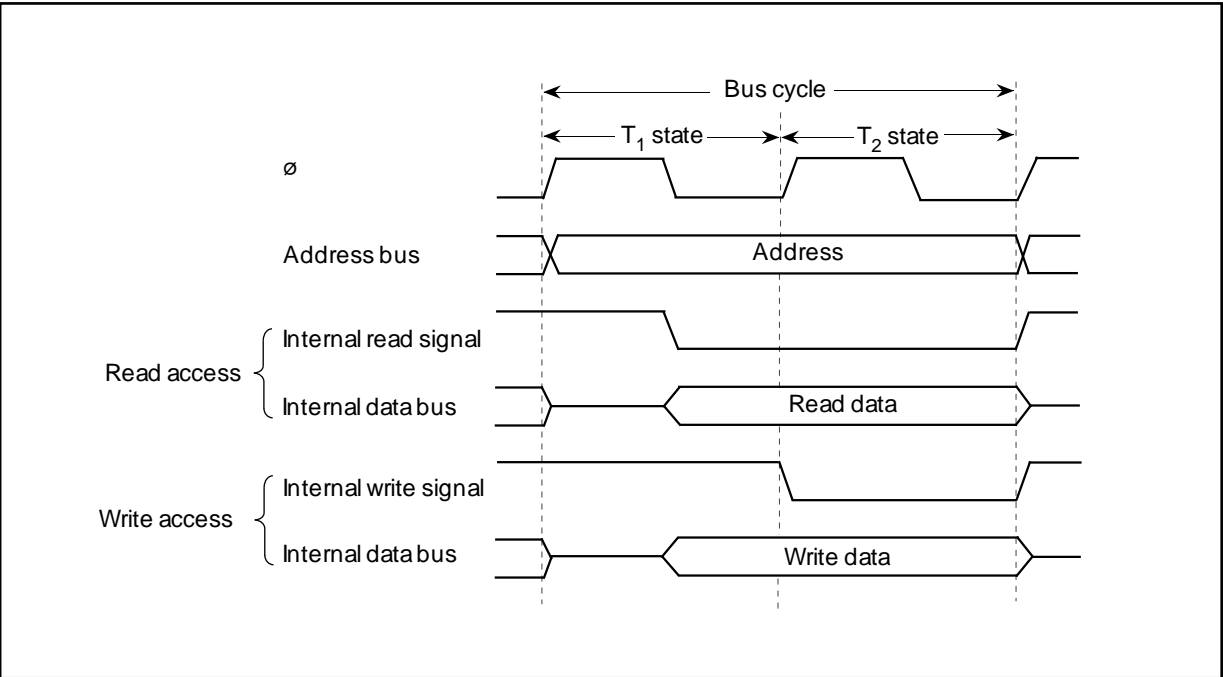 Bus cycle
T1 state T2 state
ø
Address bus Address
Internal read signal
Read access
Internal data bus Read data
Internal write signal
Write access
Internal data bus Write data